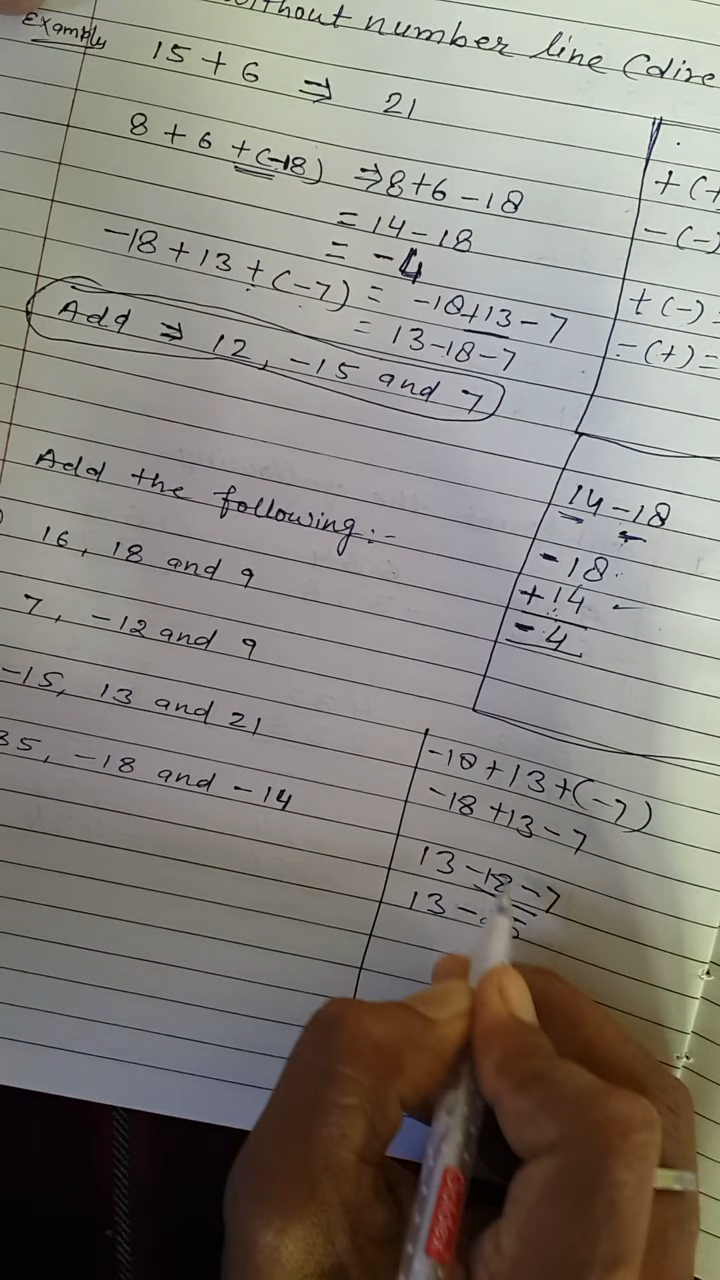 without number line (dire
Example
15 + 6 ⇒ 21
8 + 6 + (-18) ⇒ 8+6-18
= 14-18
= -4
-18 + 13 + (-7) = -18+13-7
= 13-18-7
Add ⇒ 12, -15 and 7
+ (+
- (-)
+ (-) =
- (+) =
14-18
-18
+14
-4
Add the following:-
16, 18 and 9
7, -12 and 9
-15, 13 and 21
35, -18 and -14
-18+13+(-7)
-18+13-7
13-18-7
13-